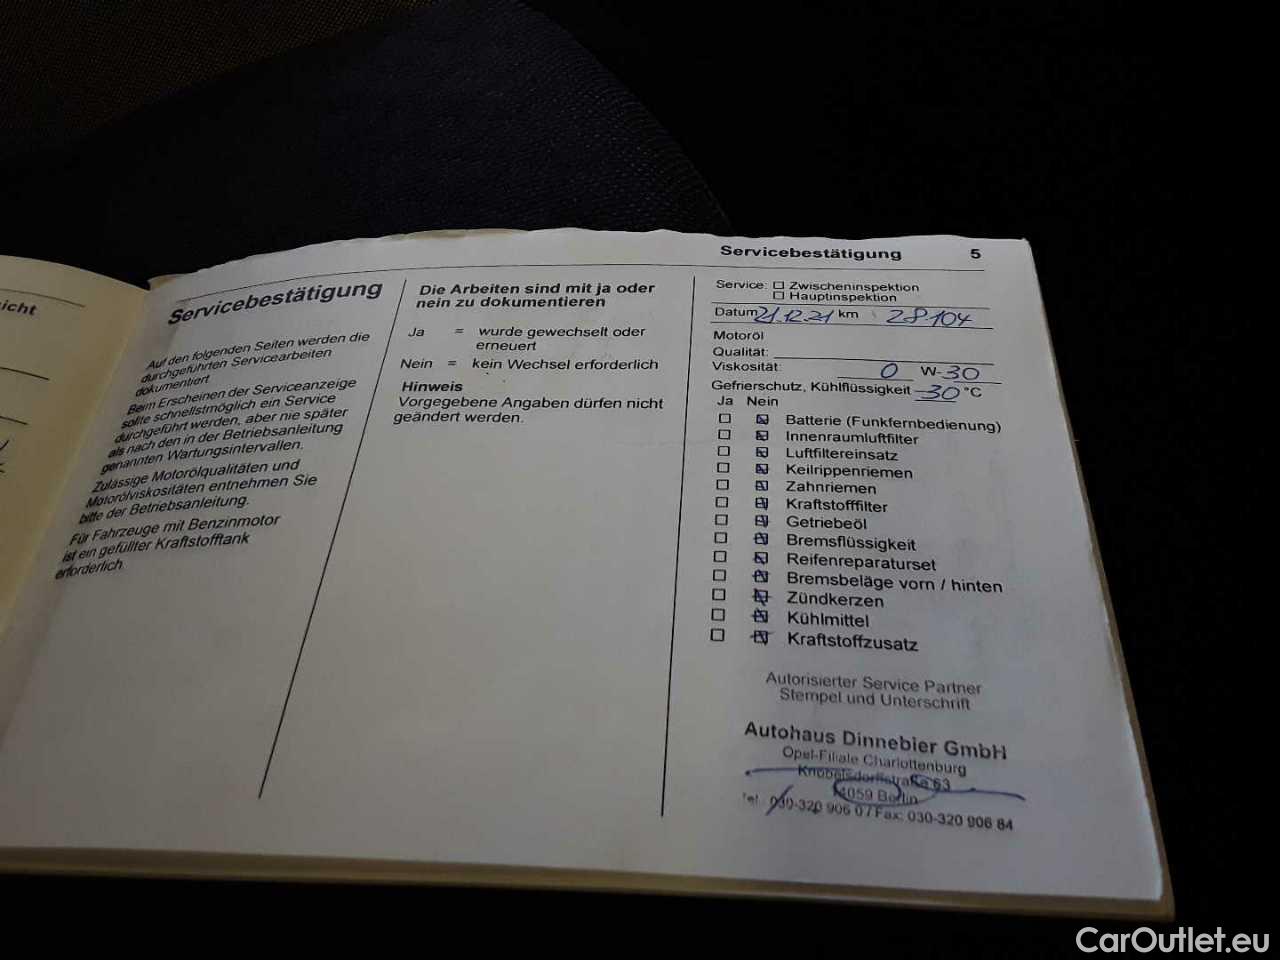 icht
Servicebestätigung
Auf den folgenden Seiten werden die
durchgeführten Servicearbeiten
dokumentiert.
Beim Erscheinen der Serviceanzeige
sollte schnellstmöglich ein Service
durchgeführt werden, aber nie später
als nach den in der Betriebsanleitung
genannten Wartungsintervallen.
Zulässige Motorölqualitäten und
Motorölviskositäten entnehmen Sie
bitte der Betriebsanleitung.
Für Fahrzeuge mit Benzinmotor
ist ein gefüllter Kraftstofftank
erforderlich.
Die Arbeiten sind mit ja oder
nein zu dokumentieren
Ja = wurde gewechselt oder
erneuert
Nein = kein Wechsel erforderlich
Hinweis
Vorgegebene Angaben dürfen nicht
geändert werden.
Servicebestätigung 5
Service: ☐ Zwischeninspektion
☐ Hauptinspektion
Datum 21.12.21 km 28104
Motoröl
Qualität:
Viskosität: 0 W-30
Gefrierschutz, Kühlflüssigkeit -30 °C
Ja Nein
Batterie (Funkfernbedienung)
Innenraumluftfilter
Luftfiltereinsatz
Keilrippenriemen
Zahnriemen
Kraftstofffilter
Getriebeöl
Bremsflüssigkeit
Reifenreparaturset
Bremsbeläge vorn / hinten
Zündkerzen
Kühlmittel
Kraftstoffzusatz
Autorisierter Service Partner
Stempel und Unterschrift
Autohaus Dinnebier GmbH
Opel-Filiale Charlottenburg
Knobelsdorffstraße 63
14059 Berlin
Tel.: 030-320 906 0 / Fax: 030-320 906 84
CarOutlet.eu